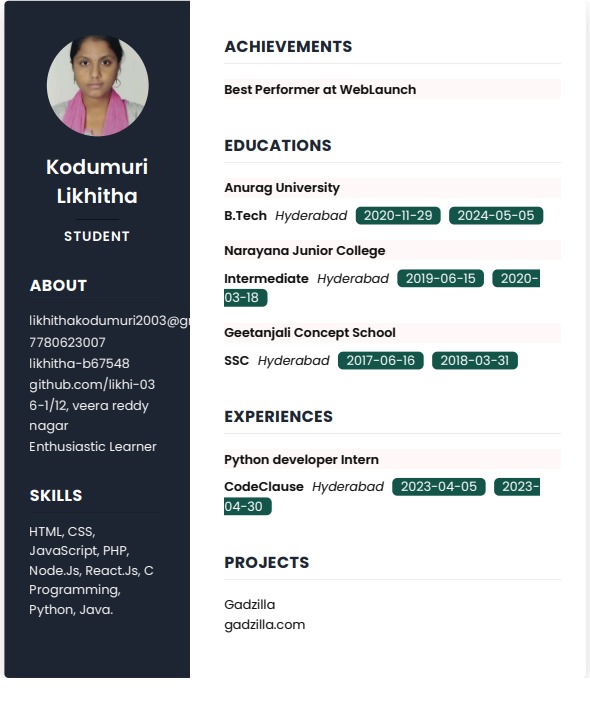 Kodumuri
Likhitha
STUDENT
ABOUT
likhithakodumuri2003@g
7780623007
likhitha-b67548
github.com/likhi-03
6-1/12, veera reddy
nagar
Enthusiastic Learner
SKILLS
HTML, CSS,
JavaScript, PHP,
Node.Js, React.Js, C
Programming,
Python, Java.
ACHIEVEMENTS
Best Performer at WebLaunch
EDUCATIONS
Anurag University
B.Tech Hyderabad 2020-11-29 2024-05-05
Narayana Junior College
Intermediate Hyderabad 2019-06-15 2020-
03-18
Geetanjali Concept School
SSC Hyderabad 2017-06-16 2018-03-31
EXPERIENCES
Python developer Intern
CodeClause Hyderabad 2023-04-05 2023-
04-30
PROJECTS
Gadzilla
gadzilla.com